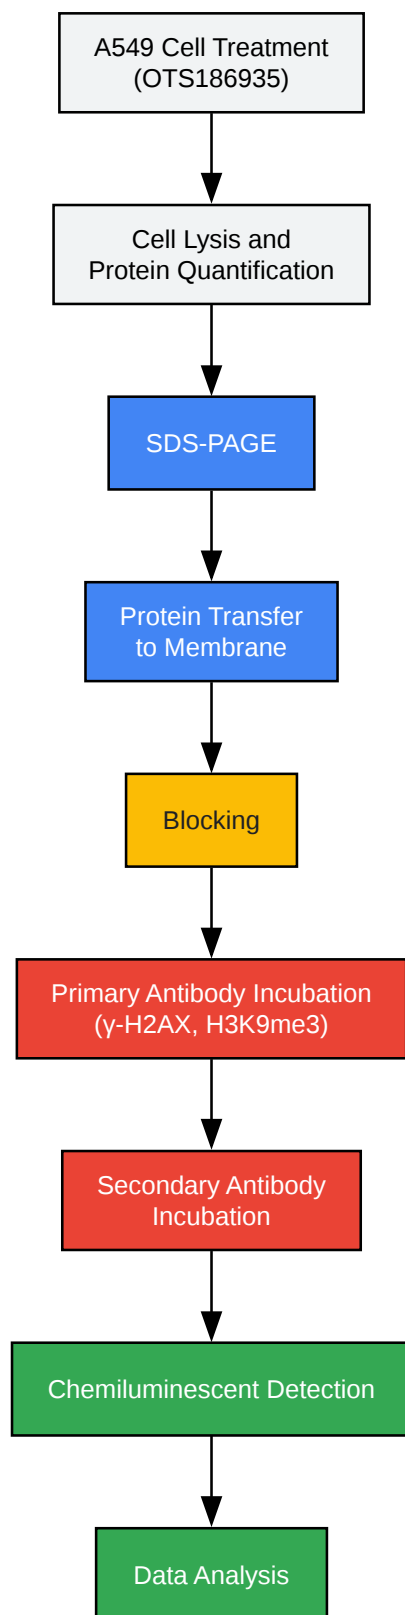 A549 Cell Treatment
(OTS186935)
Cell Lysis and
Protein Quantification
SDS-PAGE
Protein Transfer
to Membrane
Blocking
Primary Antibody Incubation
(γ-H2AX, H3K9me3)
Secondary Antibody
Incubation
Chemiluminescent Detection
Data Analysis